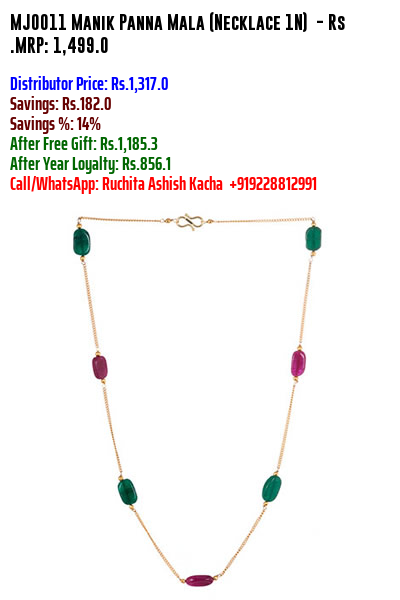 MJ0011 Manik Panna Mala (Necklace 1N) - Rs
.MRP: 1,499.0
Distributor Price: Rs.1,317.0
Savings: Rs.182.0
Savings %: 14%
After Free Gift: Rs.1,185.3
After Year Loyalty: Rs.856.1
Call/WhatsApp: Ruchita Ashish Kacha +919228812991